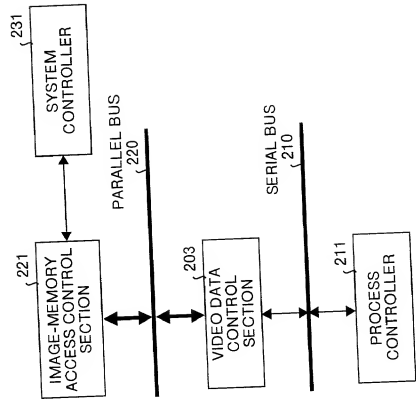 231
SYSTEM
CONTROLLER
221
IMAGE-MEMORY
ACCESS CONTROL
SECTION
PARALLEL BUS
220
203
VIDEO DATA
CONTROL
SECTION
SERIAL BUS
210
211
PROCESS
CONTROLLER